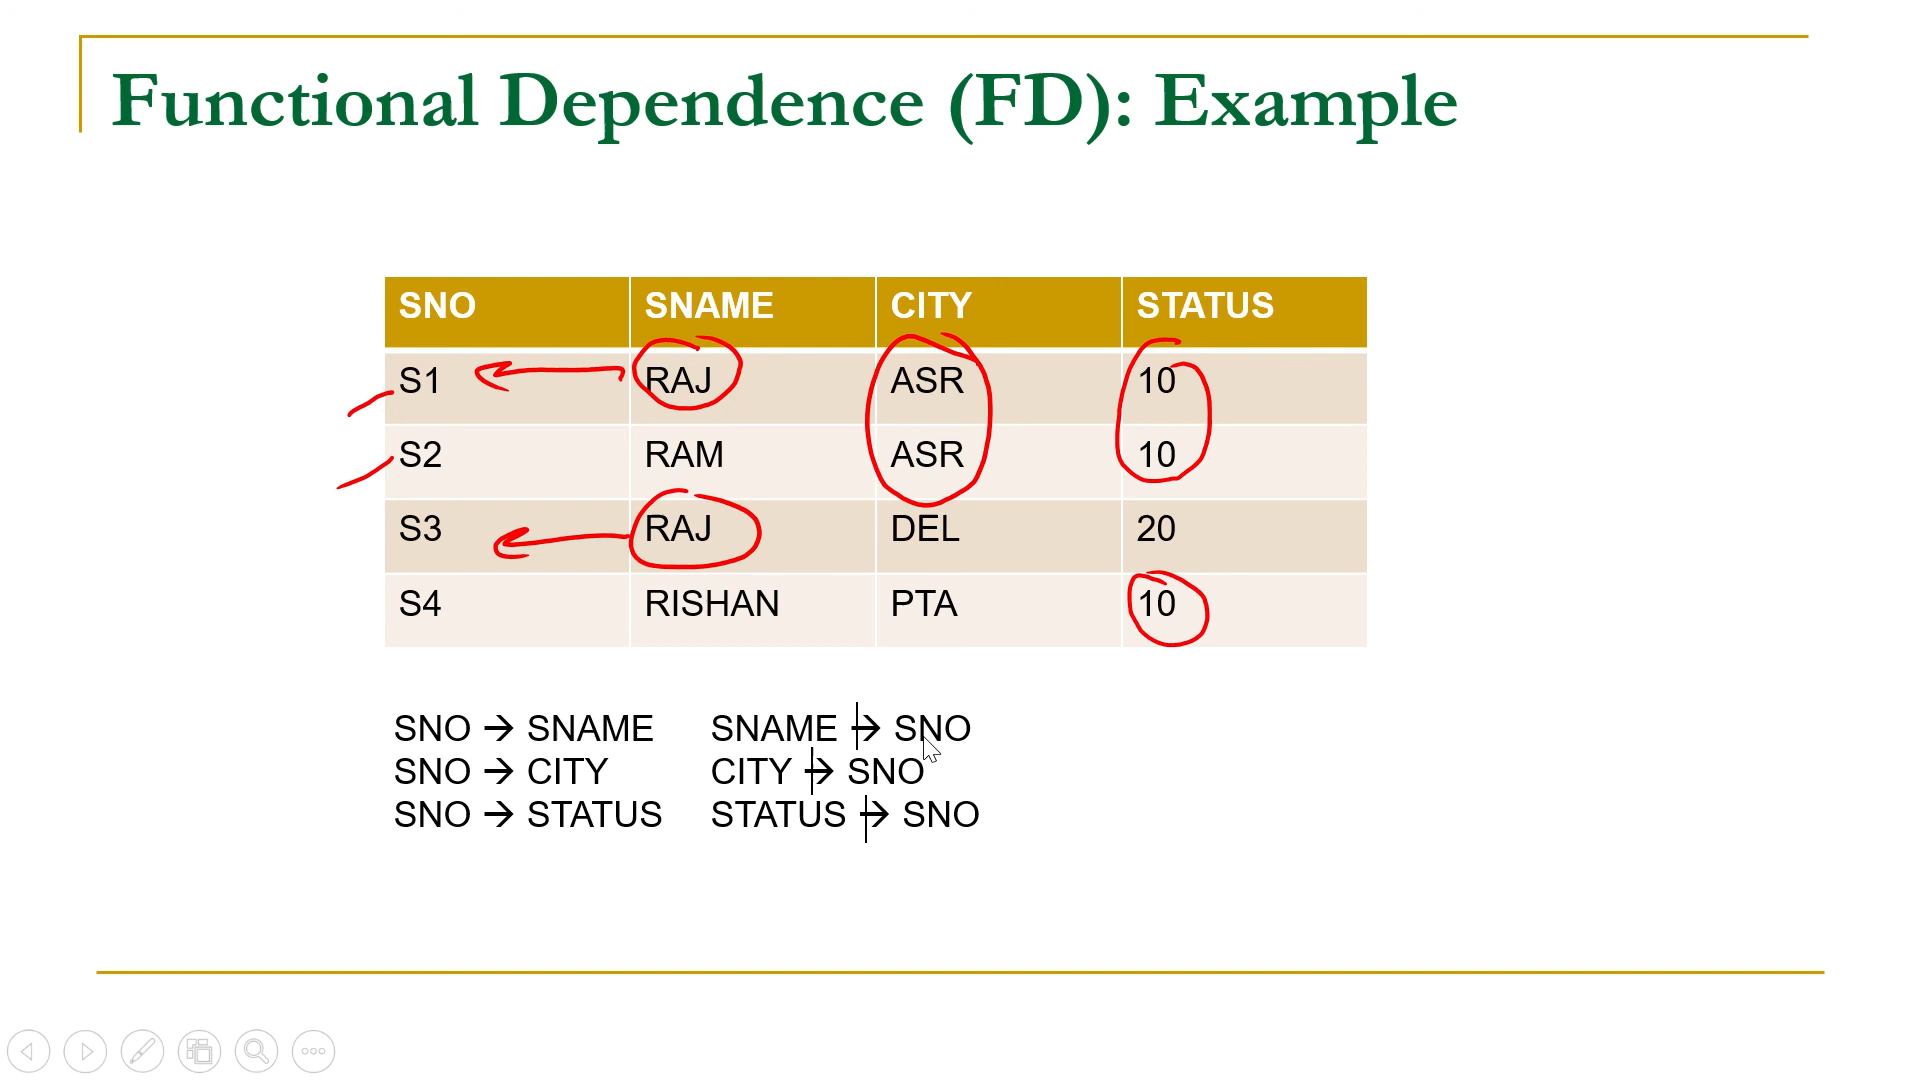 Functional Dependence (FD): Example
SNO SNAME CITY STATUS
S1 RAJ ASR 10
S2 RAM ASR 10
S3 RAJ DEL 20
S4 RISHAN PTA 10
SNO → SNAME SNAME ↛ SNO
SNO → CITY CITY ↛ SNO
SNO → STATUS STATUS ↛ SNO